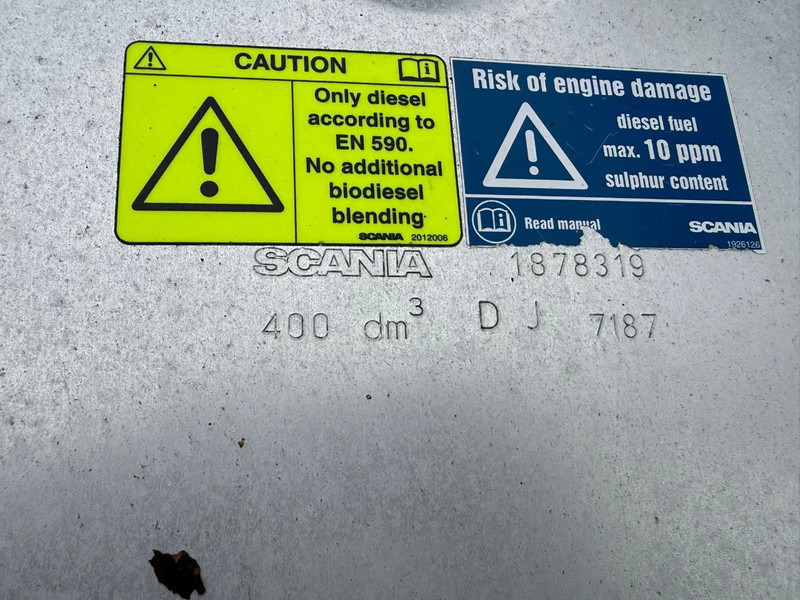 CAUTION
Only diesel
according to
EN 590.
No additional
biodiesel
blending
SCANIA 2012006
Risk of engine damage
diesel fuel
max. 10 ppm
sulphur content
Read manual
SCANIA
1926126
SCANIA 1878319
400 dm³ D J 7187